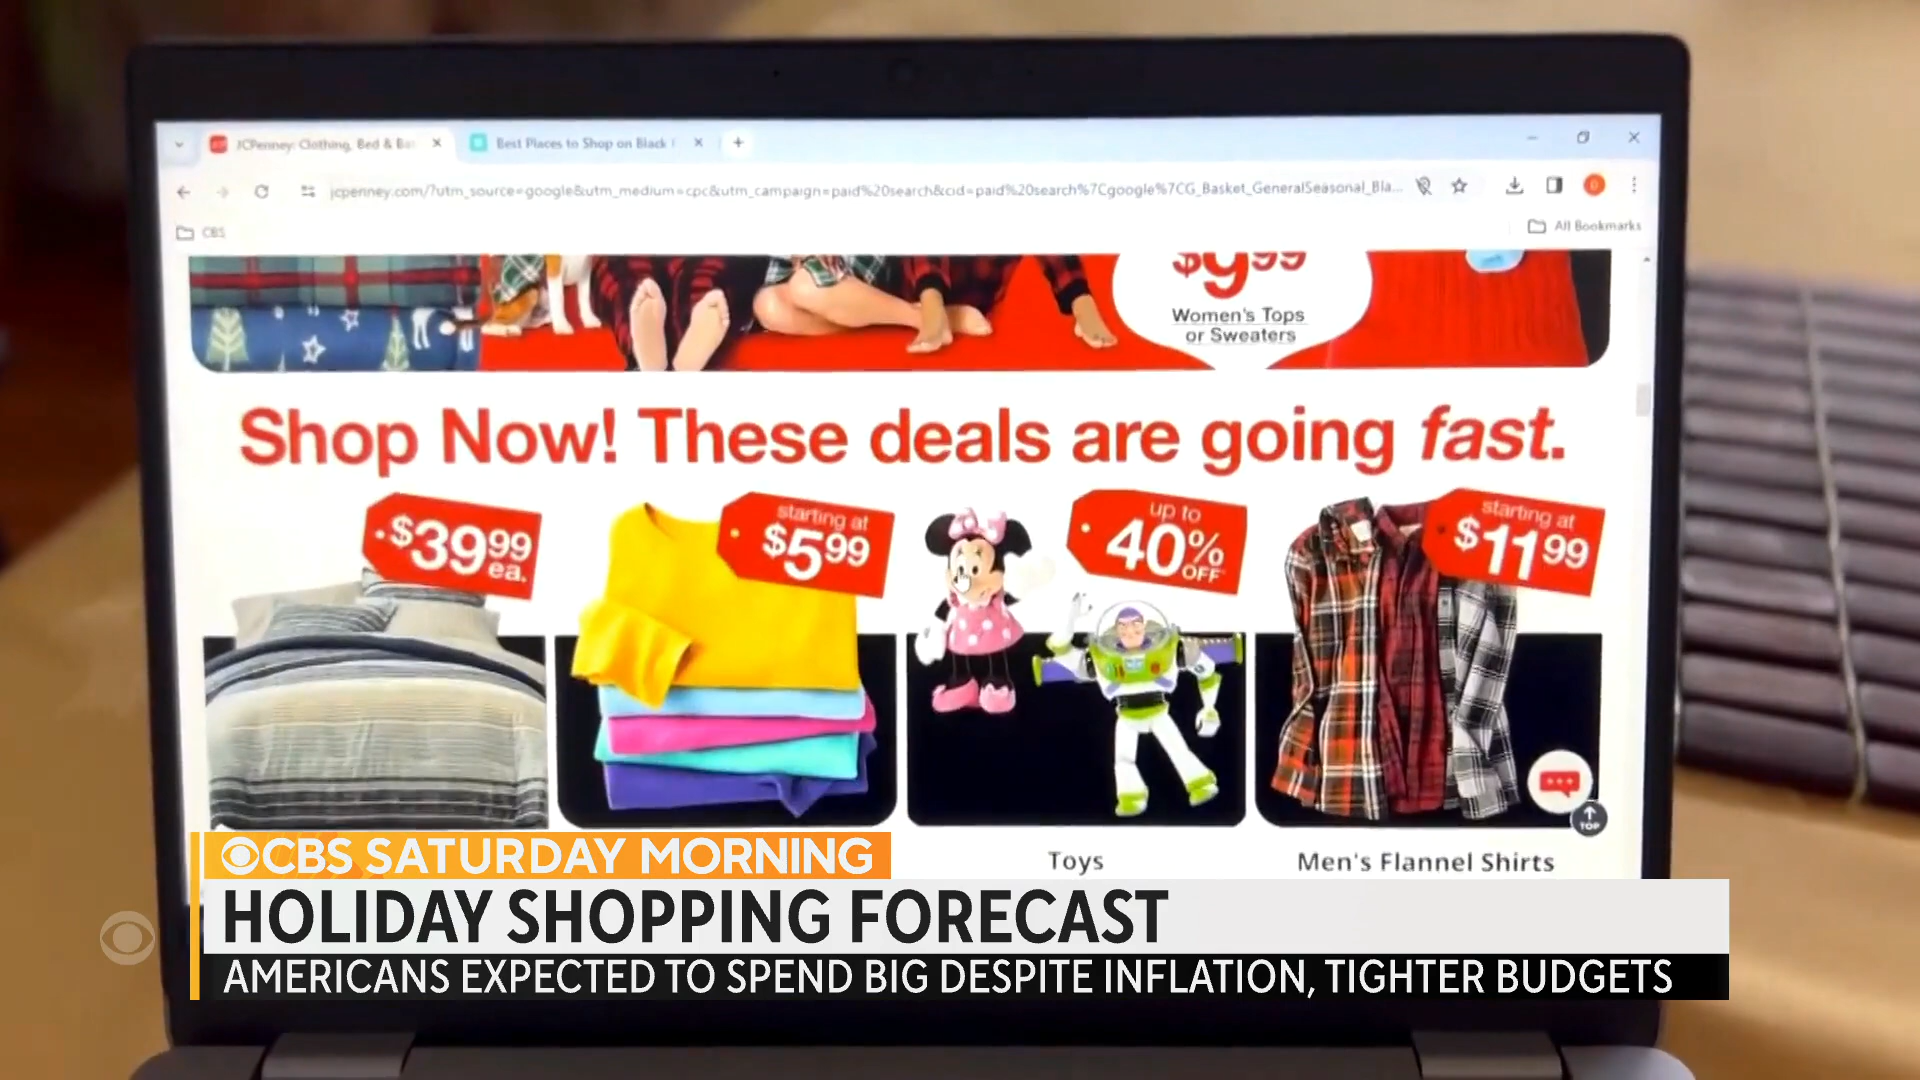 JCPenney: Clothing, Bed & Ba
Best Places to Shop on Black
jcpenney.com/?utm_source=google&utm_medium=cpc&utm_campaign=paid%20search&cid=paid%20search%7Cgoogle%7CG_Basket_GeneralSeasonal_Bla...
CBS
All Bookmarks
$9.99
Women's Tops
or Sweaters
Shop Now! These deals are going fast.
$39.99
ea.
starting at
$5.99
up to
40%
OFF
starting at
$11.99
TOP
Toys
Men's Flannel Shirts
CBS SATURDAY MORNING
HOLIDAY SHOPPING FORECAST
AMERICANS EXPECTED TO SPEND BIG DESPITE INFLATION, TIGHTER BUDGETS